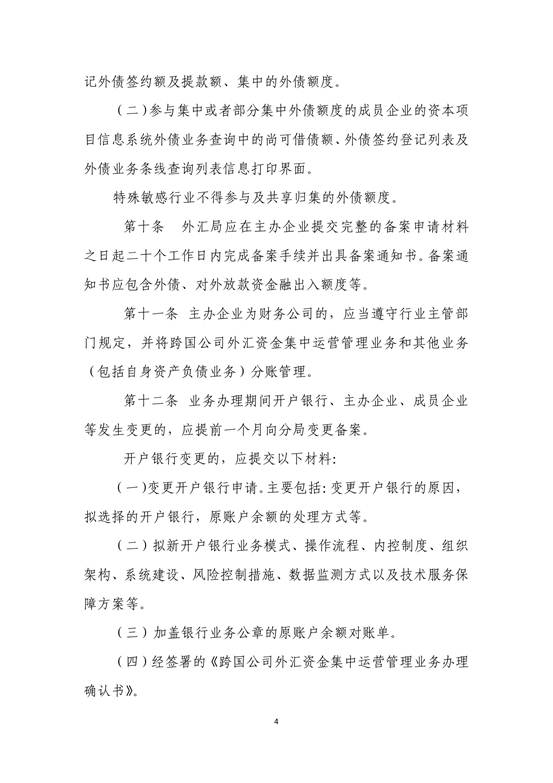 记外债签约额及提款额、集中的外债额度。
（二）参与集中或者部分集中外债额度的成员企业的资本项
目信息系统外债业务查询中的尚可借债额、外债签约登记列表及
外债业务条线查询列表信息打印界面。
特殊敏感行业不得参与及共享归集的外债额度。
第十条　外汇局应在主办企业提交完整的备案申请材料
之日起二十个工作日内完成备案手续并出具备案通知书。备案通
知书应包含外债、对外放款资金融出入额度等。
第十一条 主办企业为财务公司的，应当遵守行业主管部
门规定，并将跨国公司外汇资金集中运营管理业务和其他业务
（包括自身资产负债业务）分账管理。
第十二条 业务办理期间开户银行、主办企业、成员企业
等发生变更的，应提前一个月向分局变更备案。
开户银行变更的，应提交以下材料：
（一）变更开户银行申请。主要包括：变更开户银行的原因，
拟选择的开户银行，原账户余额的处理方式等。
（二）拟新开户银行业务模式、操作流程、内控制度、组织
架构、系统建设、风险控制措施、数据监测方式以及技术服务保
障方案等。
（三）加盖银行业务公章的原账户余额对账单。
（四）经签署的《跨国公司外汇资金集中运营管理业务办理
确认书》。
4